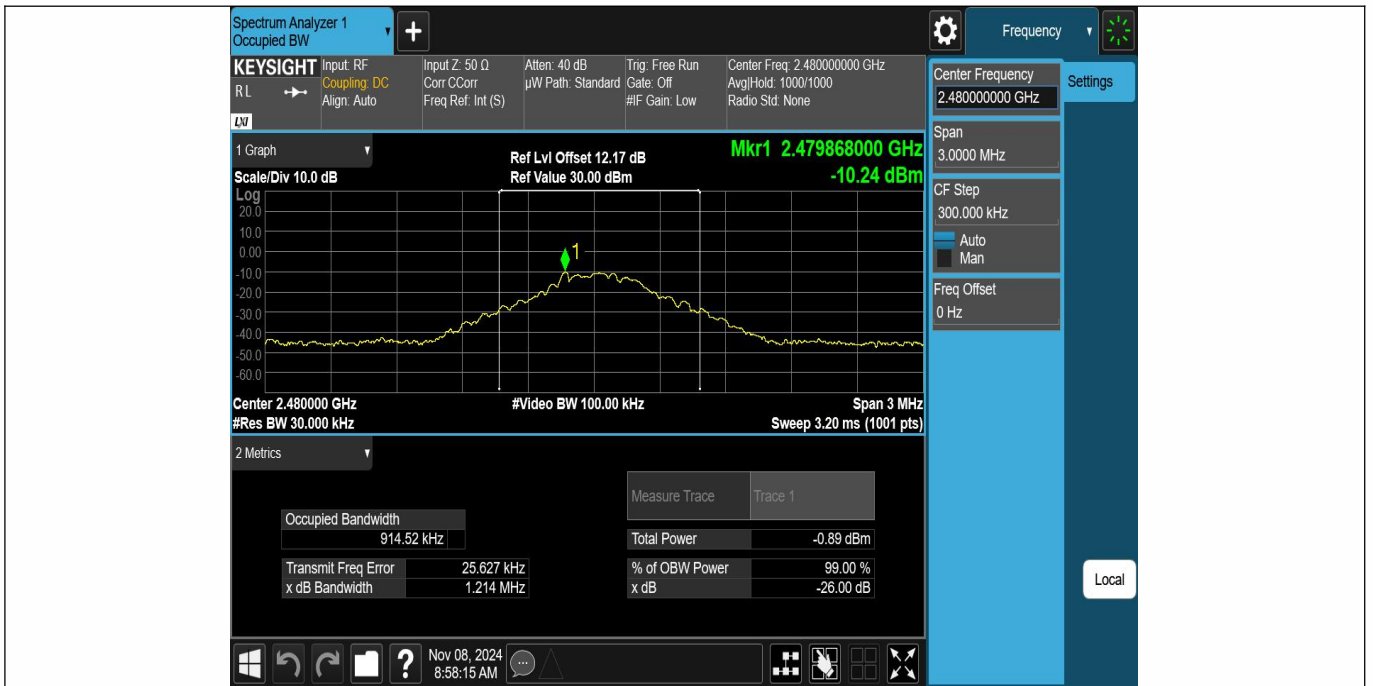 Spectrum Analyzer 1
Occupied BW
+
Frequency
KEYSIGHT
RL
LXI
Input: RF
Coupling: DC
Align: Auto
Input Z: 50 Ω
Corr CCorr
Freq Ref: Int (S)
Atten: 40 dB
µW Path: Standard
Trig: Free Run
Gate: Off
#IF Gain: Low
Center Freq: 2.480000000 GHz
Avg|Hold: 1000/1000
Radio Std: None
Center Frequency
2.480000000 GHz
Settings
Span
3.0000 MHz
CF Step
300.000 kHz
Auto
Man
Freq Offset
0 Hz
Local
1 Graph
Scale/Div 10.0 dB
Ref Lvl Offset 12.17 dB
Ref Value 30.00 dBm
Mkr1 2.479868000 GHz
-10.24 dBm
Log
20.0
10.0
0.00
-10.0
-20.0
-30.0
-40.0
-50.0
-60.0
1
Center 2.480000 GHz
#Res BW 30.000 kHz
#Video BW 100.00 kHz
Span 3 MHz
Sweep 3.20 ms (1001 pts)
2 Metrics
Measure Trace Trace 1
Occupied Bandwidth
914.52 kHz
Total Power -0.89 dBm
Transmit Freq Error 25.627 kHz
% of OBW Power 99.00 %
x dB Bandwidth 1.214 MHz
x dB -26.00 dB
?
Nov 08, 2024
8:58:15 AM